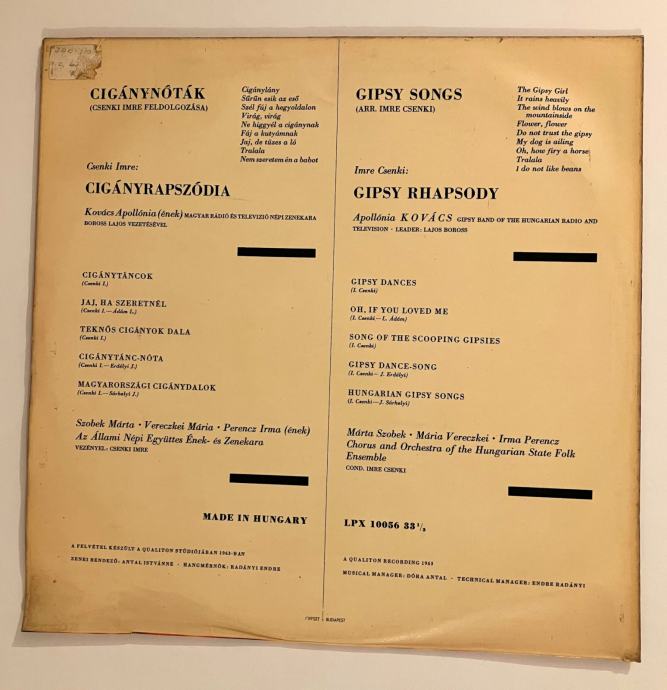 CIGÁNYNÓTÁK
(CSENKI IMRE FELDOLGOZÁSA)
Cigánylány
Sűrűn esik az eső
Szél fúj a hegyoldalon
Virág, virág
Ne higgyél a cigánynak
Fáj a kutyámnak
Jaj, de tüzes a ló
Tralala
Nem szeretem én a babot
Csenki Imre:
CIGÁNYRAPSZÓDIA
Kovács Apollónia (ének) MAGYAR RÁDIÓ ÉS TELEVIZIÓ NÉPI ZENEKARA
BOROSS LAJOS VEZETÉSÉVEL
CIGÁNYTÁNCOK
(Csenki I.)
JAJ, HA SZERETNÉL
(Csenki I.—Ádám L.)
TEKNŐS CIGÁNYOK DALA
(Csenki I.)
CIGÁNYTÁNC-NÓTA
(Csenki I.—Erdélyi J.)
MAGYARORSZÁGI CIGÁNYDALOK
(Csenki I.—Sárhelyi J.)
Szobek Márta · Vereczkei Mária · Perencz Irma (ének)
Az Állami Népi Együttes Ének- és Zenekara
VEZÉNYEL: CSENKI IMRE
MADE IN HUNGARY
A FELVÉTEL KÉSZÜLT A QUALITON STÚDIÓJÁBAN 1963-BAN
ZENEI RENDEZŐ: ANTAL ISTVÁNNÉ · HANGMÉRNÖK: RADÁNYI ENDRE
GIPSY SONGS
(ARR. IMRE CSENKI)
The Gipsy Girl
It rains heavily
The wind blows on the
mountainside
Flower, flower
Do not trust the gipsy
My dog is ailing
Oh, how firy a horse
Tralala
I do not like beans
Imre Csenki:
GIPSY RHAPSODY
Apollónia KOVÁCS GIPSY BAND OF THE HUNGARIAN RADIO AND
TELEVISION · LEADER: LAJOS BOROSS
GIPSY DANCES
(I. Csenki)
OH, IF YOU LOVED ME
(I. Csenki—L. Ádám)
SONG OF THE SCOOPING GIPSIES
(I. Csenki)
GIPSY DANCE-SONG
(I. Csenki—J. Erdélyi)
HUNGARIAN GIPSY SONGS
(I. Csenki—J. Sárhelyi)
Márta Szobek · Mária Vereczkei · Irma Perencz
Chorus and Orchestra of the Hungarian State Folk
Ensemble
COND. IMRE CSENKI
LPX 10056 33 1/3
A QUALITON RECORDING 1963
MUSICAL MANAGER: DÓRA ANTAL · TECHNICAL MANAGER: ENDRE RADÁNYI
BUDAPEST